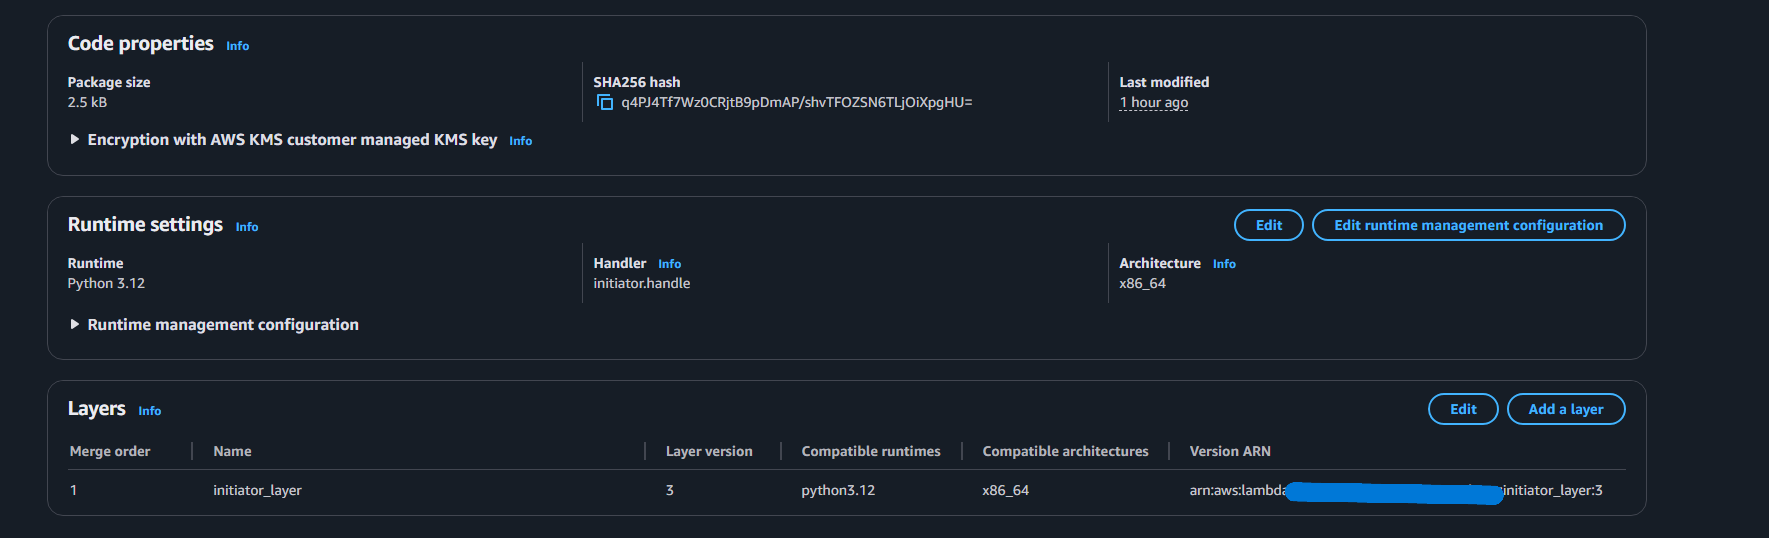 Code properties Info
Package size SHA256 hash Last modified
2.5 kB q4PJ4Tf7Wz0CRjtB9pDmAP/shvTFOZSN6TLjOiXpgHU= 1 hour ago
Encryption with AWS KMS customer managed KMS key Info
Runtime settings Info Edit Edit runtime management configuration
Runtime Handler Info Architecture Info
Python 3.12 initiator.handle x86_64
Runtime management configuration
Layers Info Edit Add a layer
Merge order Name Layer version Compatible runtimes Compatible architectures Version ARN
1 initiator_layer 3 python3.12 x86_64 arn:aws:lambda initiator_layer:3